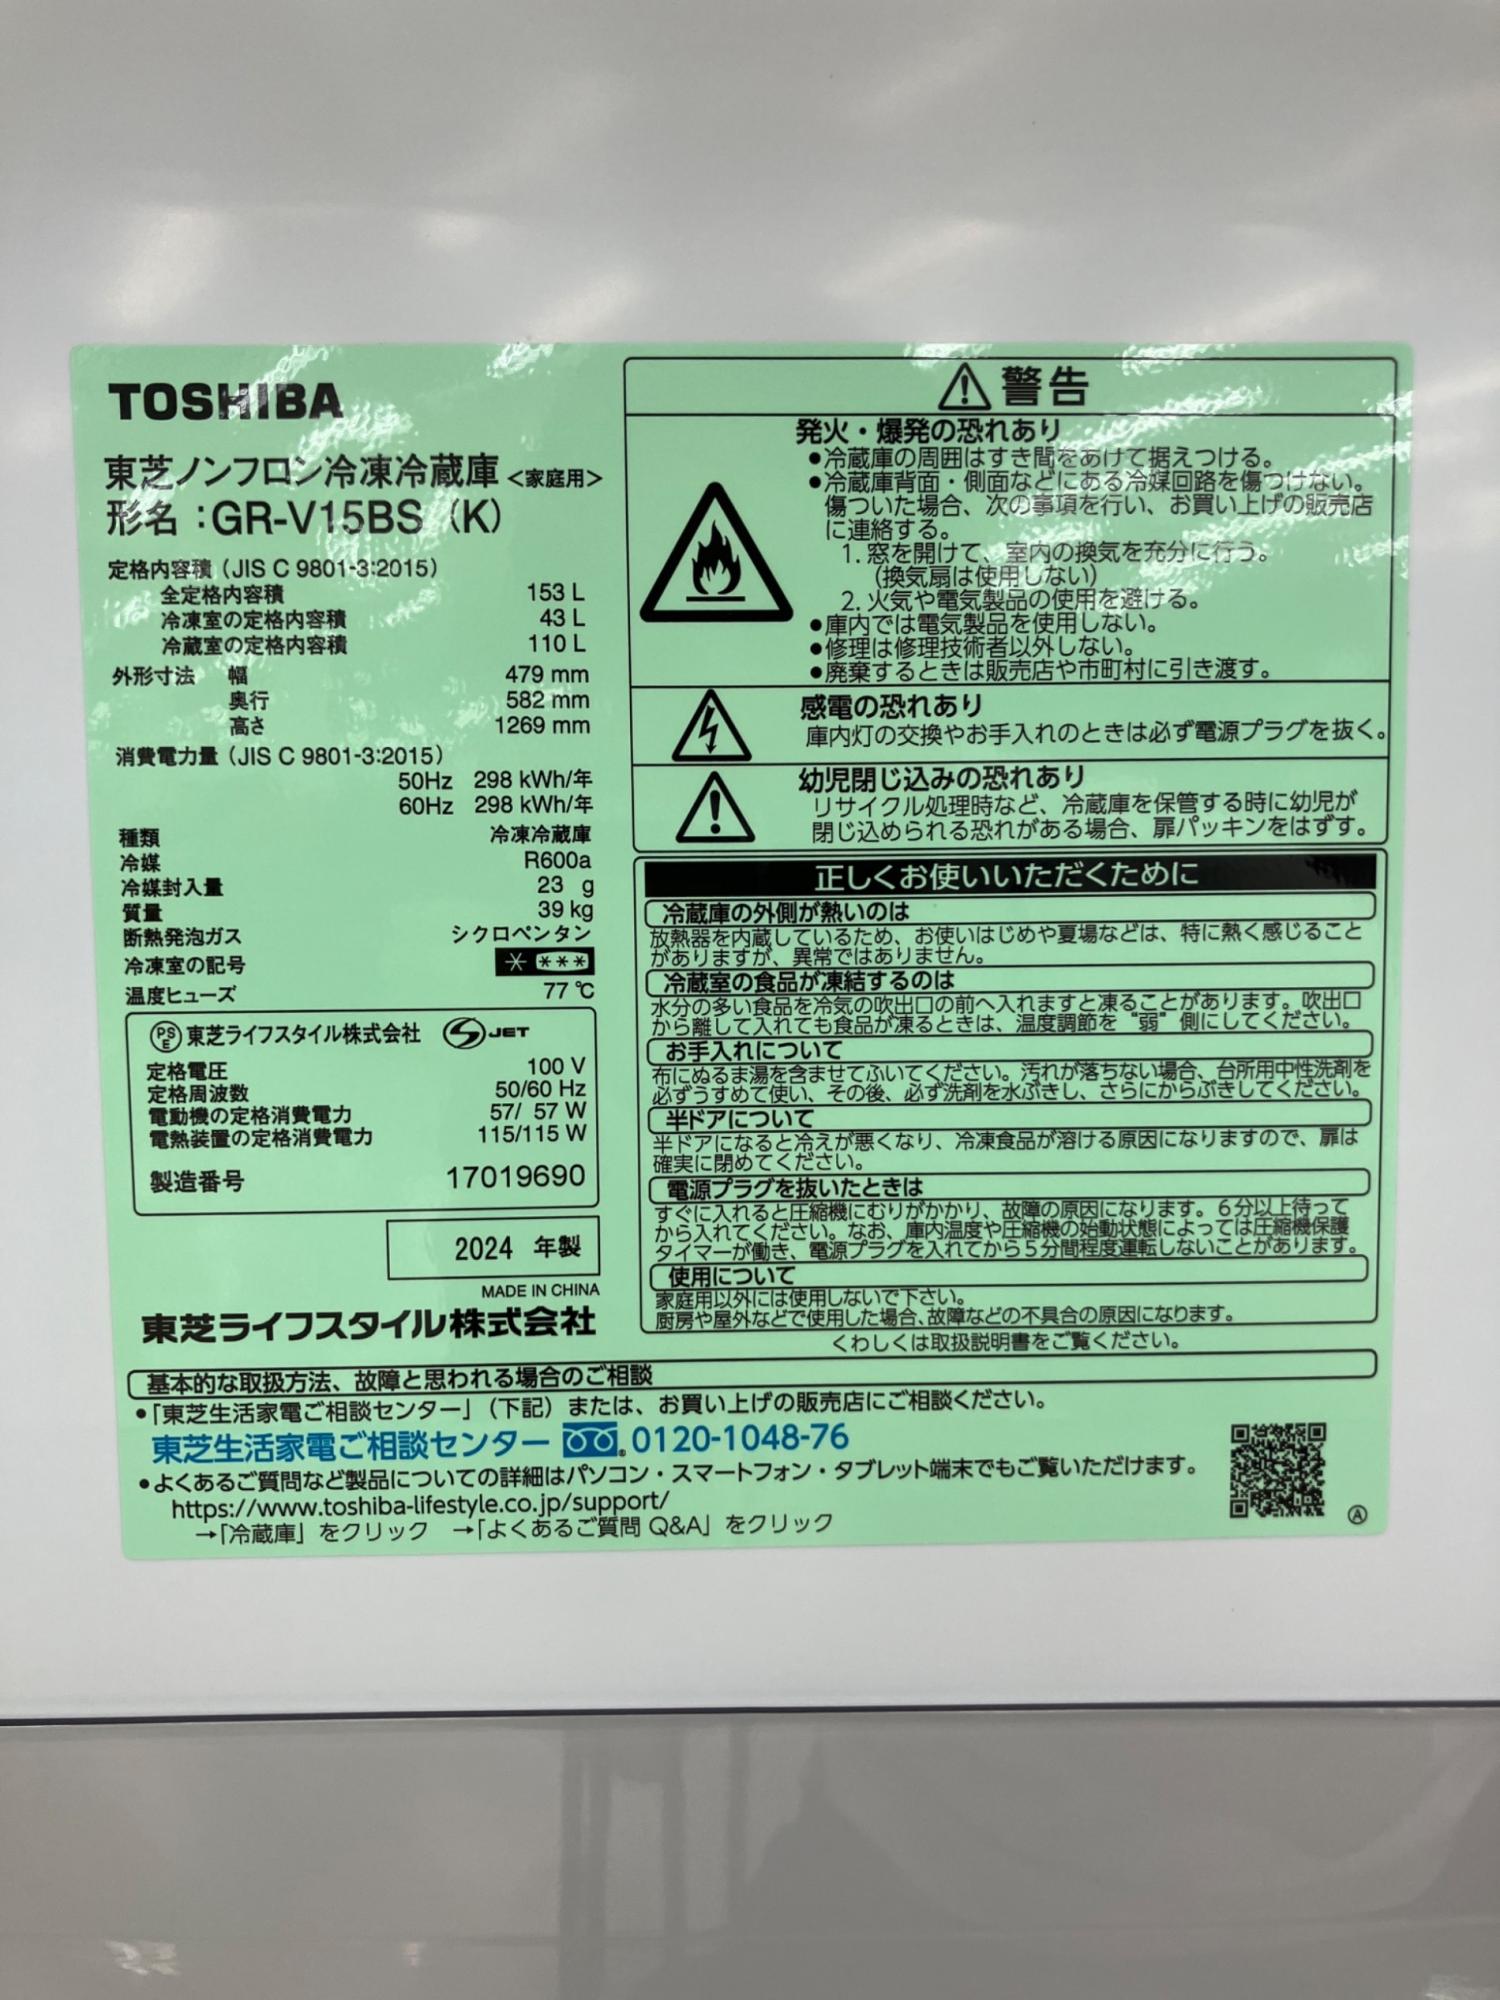 TOSHIBA
東芝ノンフロン冷凍冷蔵庫 <家庭用>
形名：GR-V15BS (K)
定格内容積 (JIS C 9801-3:2015)
全定格内容積 153 L
冷凍室の定格内容積 43 L
冷蔵室の定格内容積 110 L
外形寸法 幅 479 mm
奥行 582 mm
高さ 1269 mm
消費電力量 (JIS C 9801-3:2015)
50Hz 298 kWh/年
60Hz 298 kWh/年
種類 冷凍冷蔵庫
冷媒 R600a
冷媒封入量 23 g
質量 39 kg
断熱発泡ガス シクロペンタン
冷凍室の記号 * ***
温度ヒューズ 77 ℃
PSE 東芝ライフスタイル株式会社 JET
定格電圧 100 V
定格周波数 50/60 Hz
電動機の定格消費電力 57/ 57 W
電熱装置の定格消費電力 115/115 W
製造番号 17019690
2024 年製
MADE IN CHINA
東芝ライフスタイル株式会社
⚠警告
発火・爆発の恐れあり
●冷蔵庫の周囲はすき間をあけて据えつける。
●冷蔵庫背面・側面などにある冷媒回路を傷つけない。
傷ついた場合、次の事項を行い、お買い上げの販売店
に連絡する。
1. 窓を開けて、室内の換気を充分に行う。
(換気扇は使用しない)
2. 火気や電気製品の使用を避ける。
●庫内では電気製品を使用しない。
●修理は修理技術者以外しない。
●廃棄するときは販売店や市町村に引き渡す。
感電の恐れあり
庫内灯の交換やお手入れのときは必ず電源プラグを抜く。
幼児閉じ込みの恐れあり
リサイクル処理時など、冷蔵庫を保管する時に幼児が
閉じ込められる恐れがある場合、扉パッキンをはずす。
正しくお使いいただくために
冷蔵庫の外側が熱いのは
放熱器を内蔵しているため、お使いはじめや夏場などは、特に熱く感じること
がありますが、異常ではありません。
冷蔵室の食品が凍結するのは
水分の多い食品を冷気の吹出口の前へ入れますと凍ることがあります。吹出口
から離して入れても食品が凍るときは、温度調節を“弱”側にしてください。
お手入れについて
布にぬるま湯を含ませてふいてください。汚れが落ちない場合、台所用中性洗剤を
必ずうすめて使い、その後、必ず洗剤を水ぶきし、さらにからぶきしてください。
半ドアについて
半ドアになると冷えが悪くなり、冷凍食品が溶ける原因になりますので、扉は
確実に閉めてください。
電源プラグを抜いたときは
すぐに入れると圧縮機にむりがかかり、故障の原因になります。6分以上待って
から入れてください。なお、庫内温度や圧縮機の始動状態によっては圧縮機保護
タイマーが働き、電源プラグを入れてから5分間程度運転しないことがあります。
使用について
家庭用以外には使用しないで下さい。
厨房や屋外などで使用した場合、故障などの不具合の原因になります。
くわしくは取扱説明書をご覧ください。
基本的な取扱方法、故障と思われる場合のご相談
●「東芝生活家電ご相談センター」（下記）または、お買い上げの販売店にご相談ください。
東芝生活家電ご相談センター 0120-1048-76
●よくあるご質問など製品についての詳細はパソコン・スマートフォン・タブレット端末でもご覧いただけます。
https://www.toshiba-lifestyle.co.jp/support/
→「冷蔵庫」をクリック →「よくあるご質問 Q&A」をクリック
Ⓐ